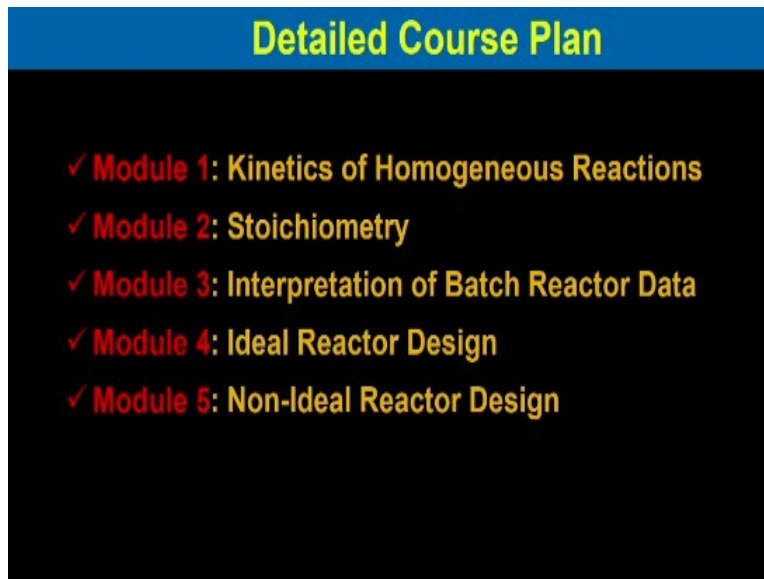 Detailed Course Plan
✓ Module 1: Kinetics of Homogeneous Reactions
✓ Module 2: Stoichiometry
✓ Module 3: Interpretation of Batch Reactor Data
✓ Module 4: Ideal Reactor Design
✓ Module 5: Non-Ideal Reactor Design